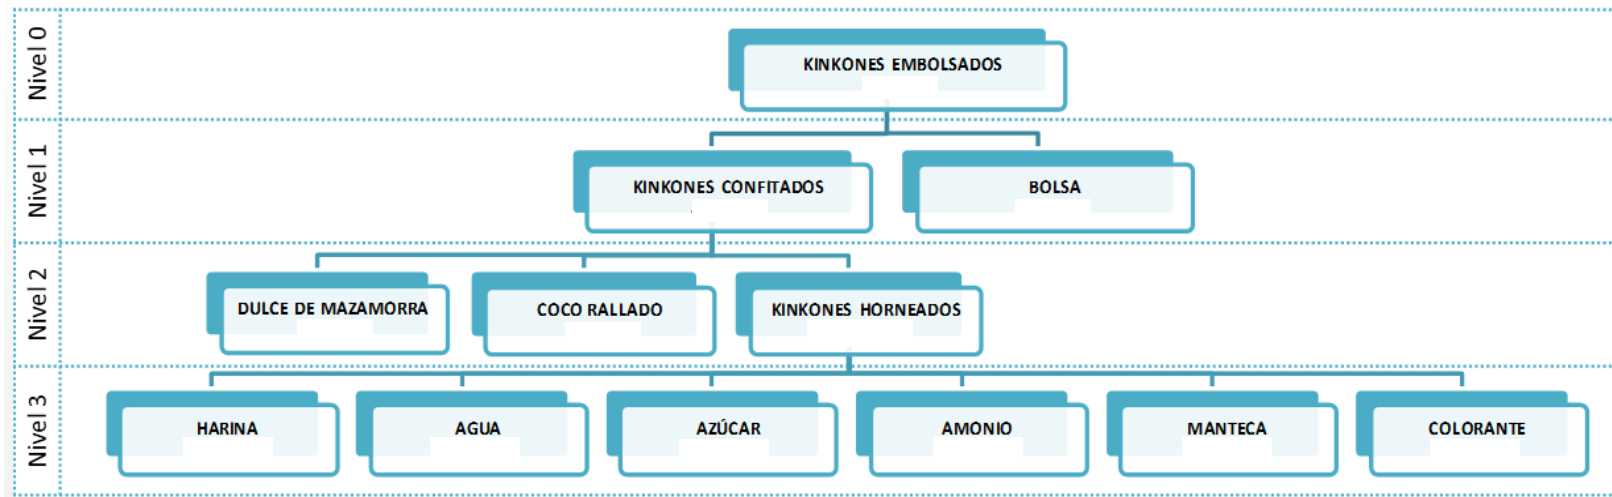 Nivel 0
KINKONES EMBOLSADOS
Nivel 1
KINKONES CONFITADOS
BOLSA
Nivel 2
DULCE DE MAZAMORRA
COCO RALLADO
KINKONES HORNEADOS
Nivel 3
HARINA
AGUA
AZÚCAR
AMONIO
MANTECA
COLORANTE